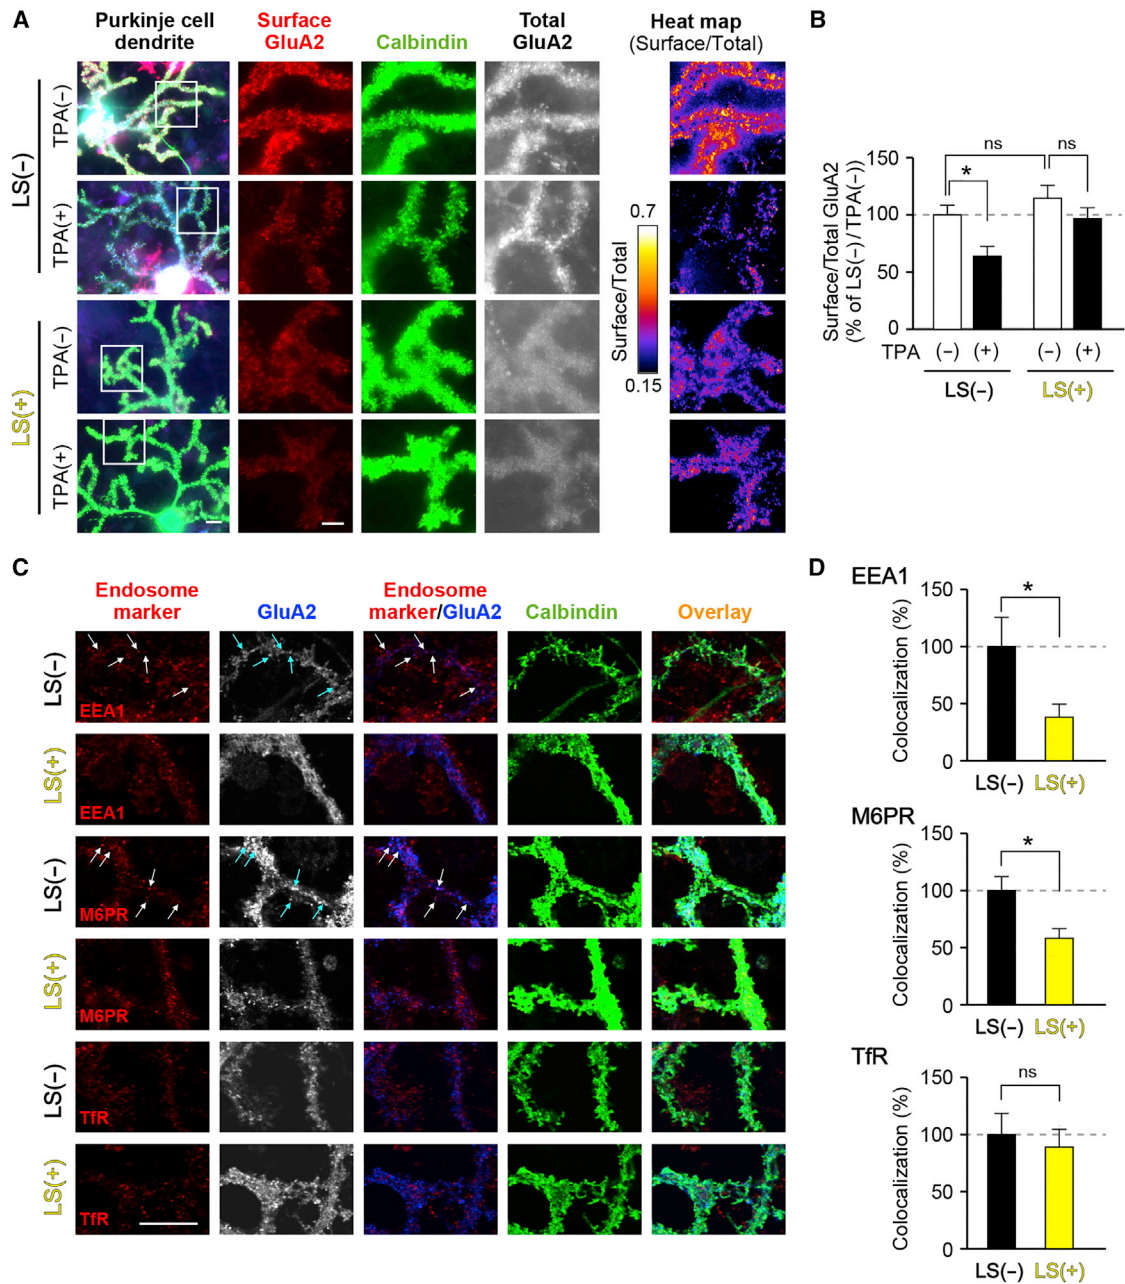 A
Purkinje cell
dendrite
Surface
GluA2
Calbindin
Total
GluA2
Heat map
(Surface/Total)
LS(−)
TPA(−)
TPA(+)
LS(+)
TPA(−)
TPA(+)
0.7
Surface/Total
0.15
B
Surface/Total GluA2
(% of LS(−)/TPA(−))
150
100
50
0
ns
ns
*
TPA (−) (+) (−) (+)
LS(−) LS(+)
C
Endosome
marker
GluA2
Endosome
marker/GluA2
Calbindin
Overlay
LS(−)
EEA1
LS(+)
EEA1
LS(−)
M6PR
LS(+)
M6PR
LS(−)
TfR
LS(+)
TfR
D
EEA1
Colocalization (%)
150
100
50
0
*
LS(−) LS(+)
M6PR
Colocalization (%)
150
100
50
0
*
LS(−) LS(+)
TfR
Colocalization (%)
150
100
50
0
ns
LS(−) LS(+)